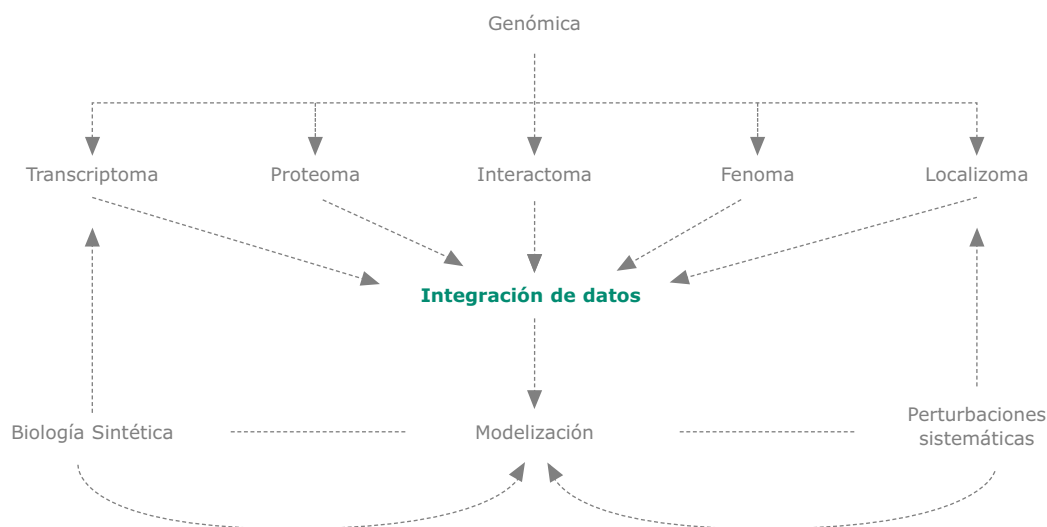 Genómica
Transcriptoma
Proteoma
Interactoma
Fenoma
Localizoma
Integración de datos
Biología Sintética
Modelización
Perturbaciones
sistemáticas